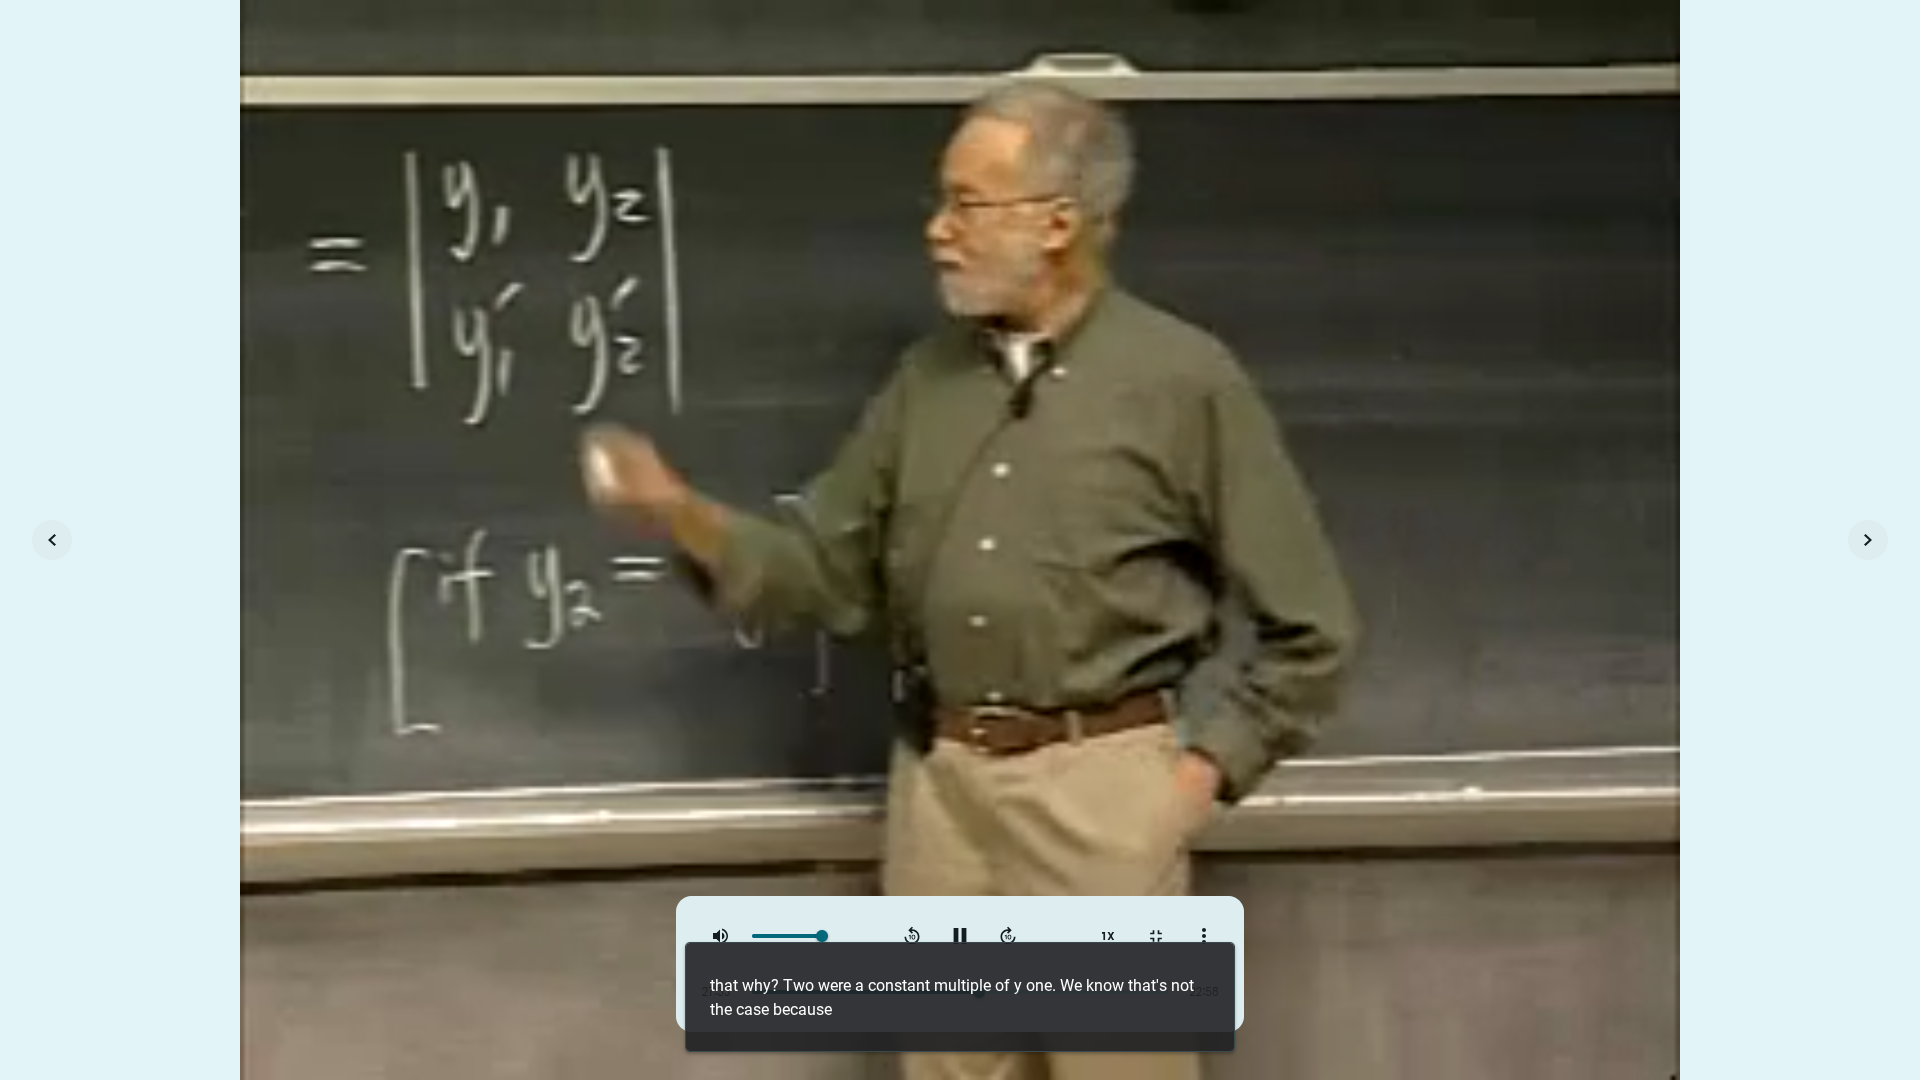 = | y₁ y₂ |
| y₁′ y₂′ |
[ if y₂ =
1X
that why? Two were a constant multiple of y one. We know that's not
the case because